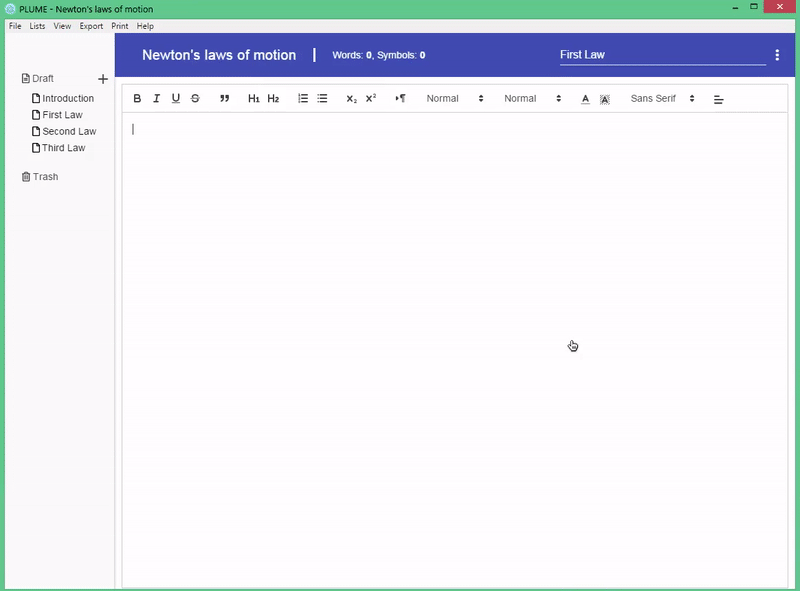 PLUME - Newton's laws of motion
File Lists View Export Print Help
Newton's laws of motion | Words: 0, Symbols: 0 First Law
Draft +
Introduction
First Law
Second Law
Third Law
Trash
B I U S ” H1 H2 x₂ x² ¶ Normal Normal A A Sans Serif